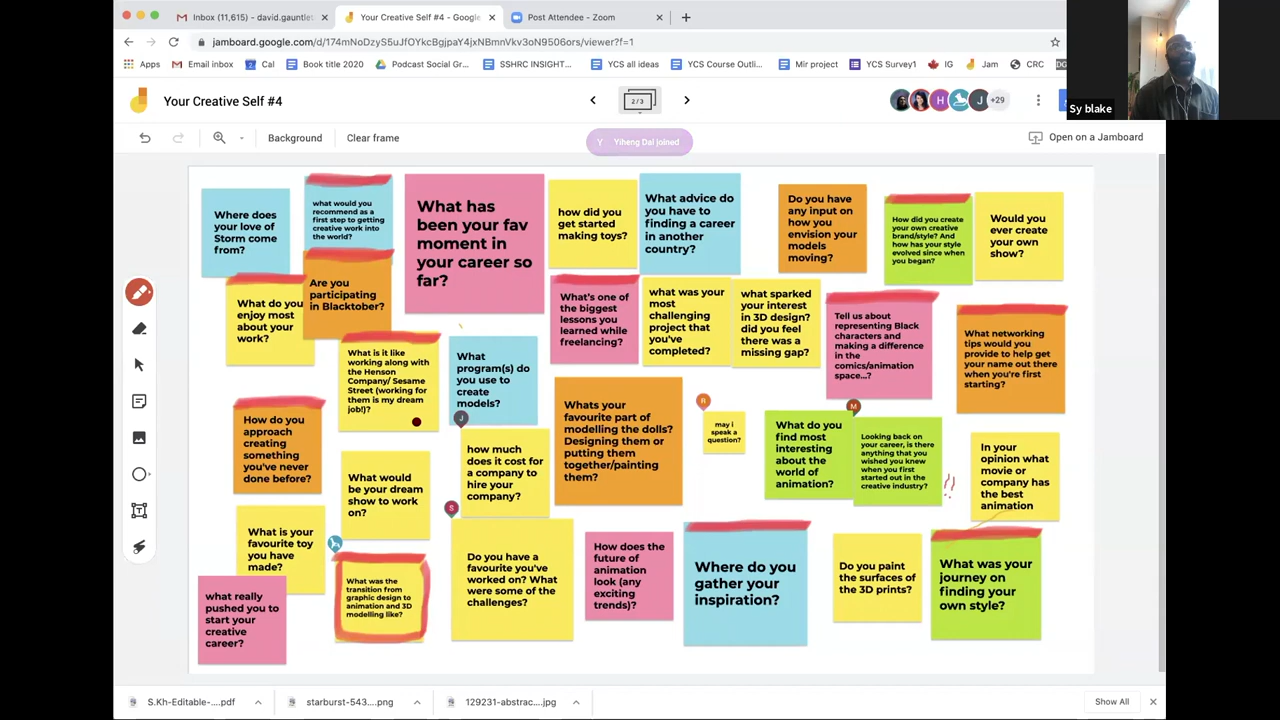 Inbox (11,615) - david.gauntlet
Your Creative Self #4 - Google
Post Attendee - Zoom
jamboard.google.com/d/174mNoDzyS5uJfOYkcBgjpaY4jxNBmnVkv3oN9506ors/viewer?f=1
Apps
Email inbox
Cal
Book title 2020
Podcast Social Gr...
SSHRC INSIGHT...
YCS all ideas
YCS Course Outli...
Mir project
YCS Survey1
IG
Jam
CRC
DG
Sy blake
Your Creative Self #4
2/3
H
J
+29
Background
Clear frame
Y
Yiheng Dai joined
Open on a Jamboard
Where does
your love of
Storm come
from?
what would you
recommend as a
first step to getting
creative work into
the world?
What has
been your fav
moment in
your career so
far?
how did you
get started
making toys?
What advice do
you have to
finding a career
in another
country?
Do you have
any input on
how you
envision your
models
moving?
How did you create
your own creative
brand/style? And
how has your style
evolved since when
you began?
Would you
ever create
your own
show?
What do you
enjoy most
about your
work?
Are you
participating
in Blacktober?
What's one of
the biggest
lessons you
learned while
freelancing?
what was your
most
challenging
project that
you've
completed?
what sparked
your interest
in 3D design?
did you feel
there was a
missing gap?
Tell us about
representing Black
characters and
making a difference
in the
comics/animation
space...?
What networking
tips would you
provide to help get
your name out there
when you're first
starting?
What is it like
working along with
the Henson
Company/ Sesame
Street (working for
them is my dream
job!)?
What
program(s) do
you use to
create
models?
How do you
approach
creating
something
you've never
done before?
What would
be your dream
show to work
on?
J
how much
does it cost for
a company to
hire your
company?
Whats your
favourite part of
modelling the dolls?
Designing them or
putting them
together/painting
them?
R
may i
speak a
question?
What do you
find most
interesting
about the
world of
animation?
M
Looking back on
your career, is there
anything that you
wished you knew
when you first
started out in the
creative industry?
!!
In your
opinion what
movie or
company has
the best
animation
What is your
favourite toy
you have
made?
what really
pushed you to
start your
creative
career?
What was the
transition from
graphic design to
animation and 3D
modelling like?
S
Do you have a
favourite you've
worked on? What
were some of the
challenges?
How does the
future of
animation
look (any
exciting
trends)?
Where do you
gather your
inspiration?
Do you paint
the surfaces of
the 3D prints?
What was your
journey on
finding your
own style?
S.Kh-Editable-....pdf
starburst-543....png
129231-abstrac....jpg
Show All